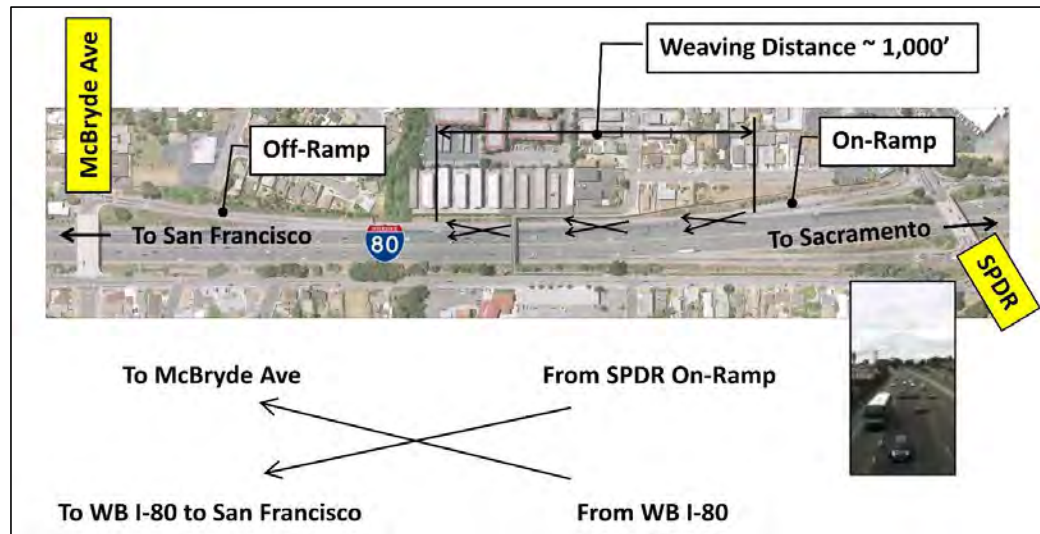 McBryde Ave
Weaving Distance ~ 1,000’
Off-Ramp
On-Ramp
To San Francisco
80
To Sacramento
SPDR
To McBryde Ave
From SPDR On-Ramp
To WB I-80 to San Francisco
From WB I-80